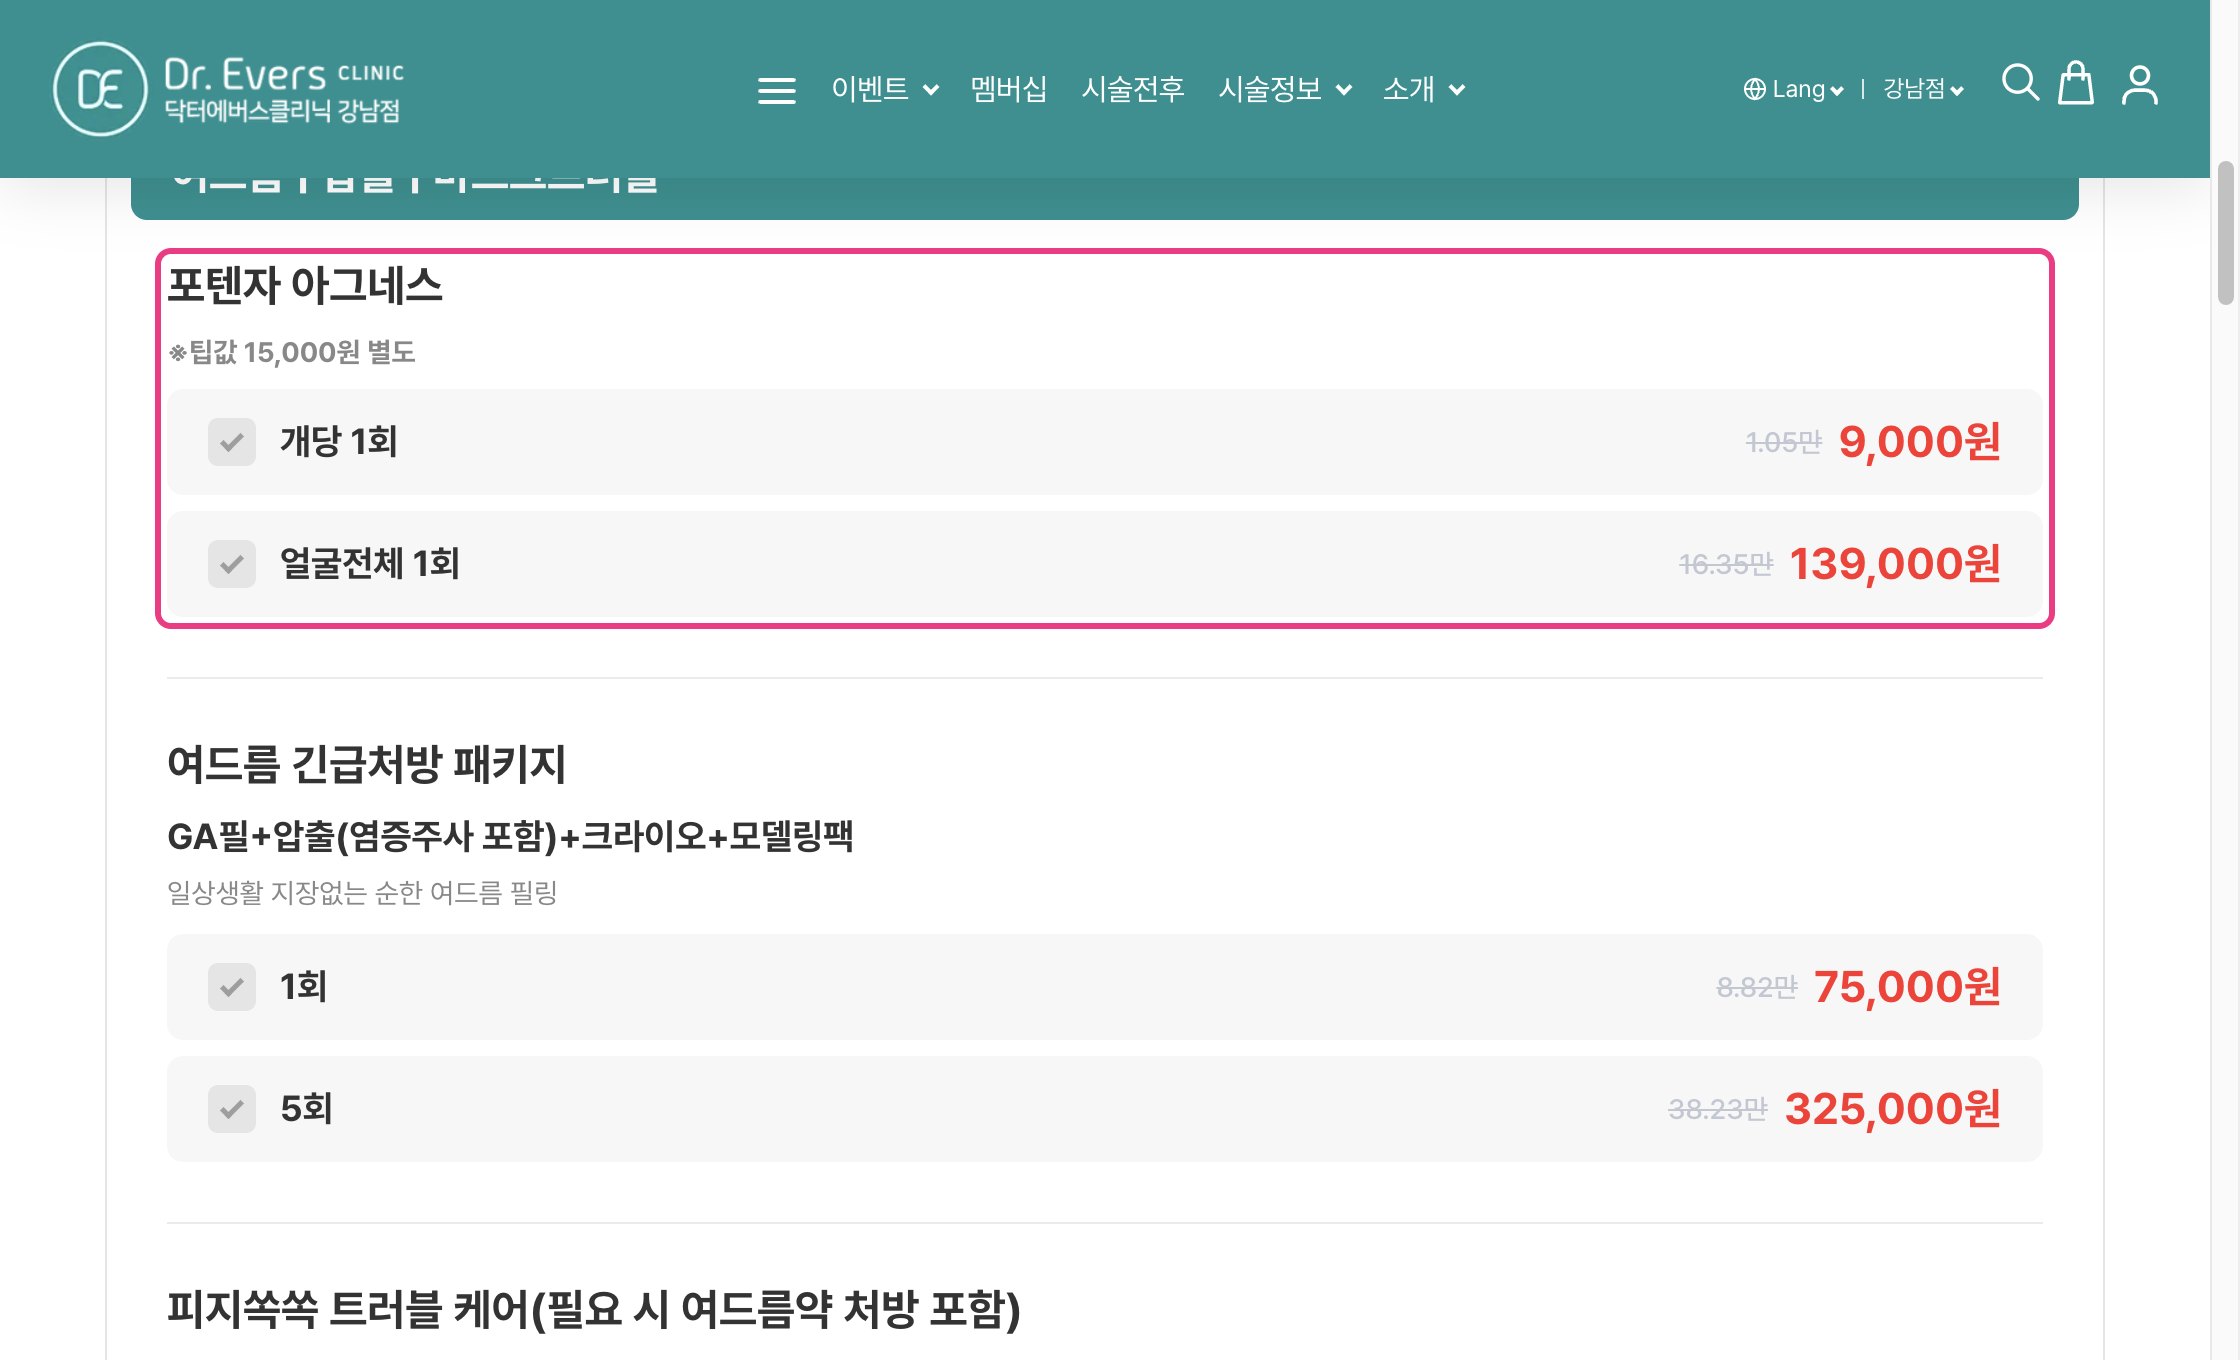 DE
Dr. Evers CLINIC
닥터에버스클리닉 강남점
이벤트 멤버십 시술전후 시술정보 소개
Lang | 강남점
포텐자 아그네스
※팁값 15,000원 별도
개당 1회 1.05만 9,000원
얼굴전체 1회 16.35만 139,000원
여드름 긴급처방 패키지
GA필+압출(염증주사 포함)+크라이오+모델링팩
일상생활 지장없는 순한 여드름 필링
1회 8.82만 75,000원
5회 38.23만 325,000원
피지쏙쏙 트러블 케어(필요 시 여드름약 처방 포함)